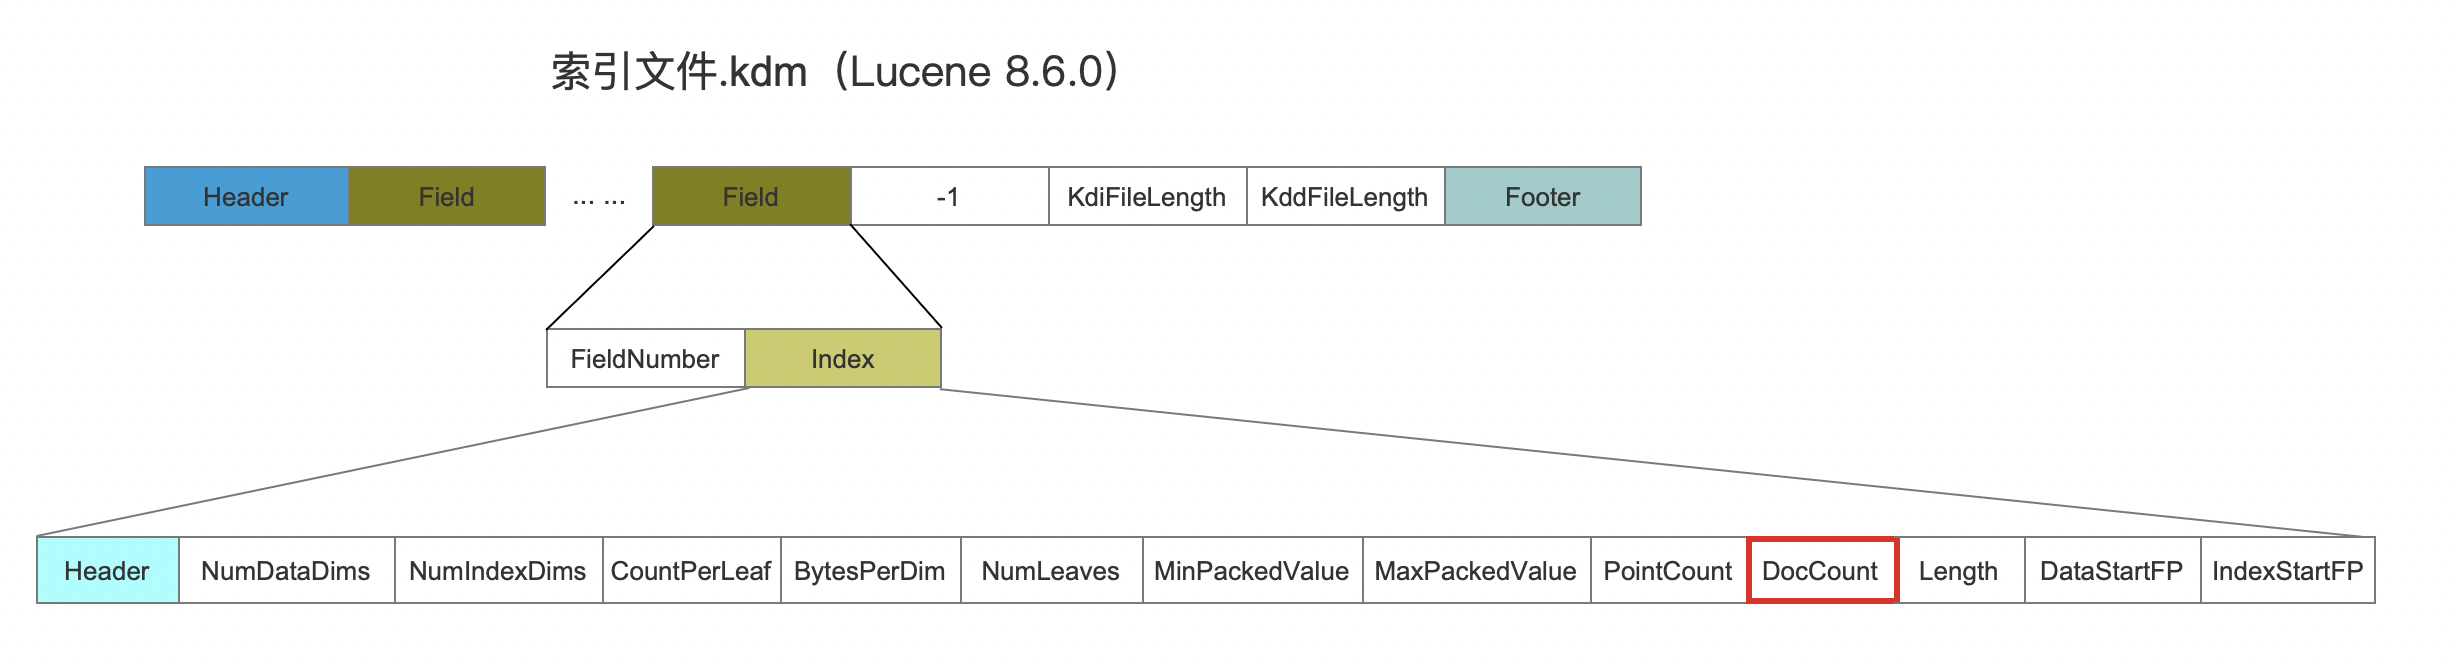 索引文件.kdm（Lucene 8.6.0）
Header Field ... ... Field -1 KdiFileLength KddFileLength Footer
FieldNumber Index
Header NumDataDims NumIndexDims CountPerLeaf BytesPerDim NumLeaves MinPackedValue MaxPackedValue PointCount DocCount Length DataStartFP IndexStartFP